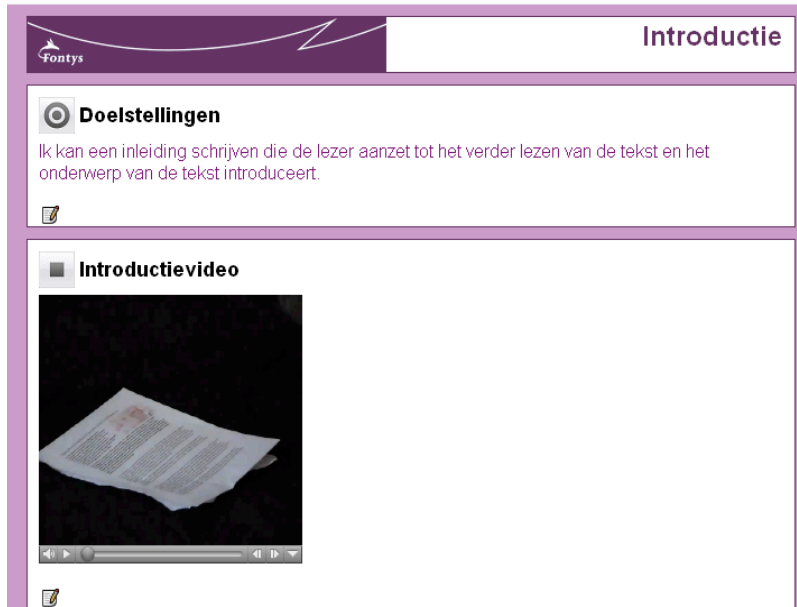 Fontys
Introductie
Doelstellingen
Ik kan een inleiding schrijven die de lezer aanzet tot het verder lezen van de tekst en het
onderwerp van de tekst introduceert.
Introductievideo